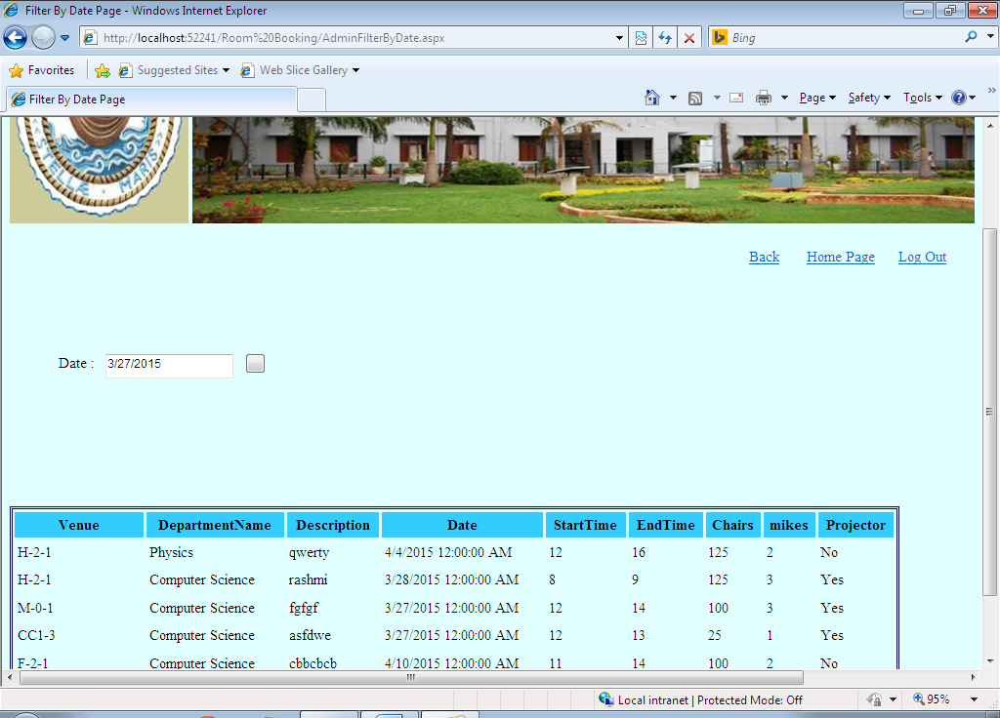 Filter By Date Page - Windows Internet Explorer
http://localhost:52241/Room%20Booking/AdminFilterByDate.aspx
Bing
Favorites Suggested Sites Web Slice Gallery
Filter By Date Page
Page Safety Tools
STELLA MARIS
Back Home Page Log Out
Date : 3/27/2015
Venue DepartmentName Description Date StartTime EndTime Chairs mikes Projector
H-2-1 Physics qwerty 4/4/2015 12:00:00 AM 12 16 125 2 No
H-2-1 Computer Science rashmi 3/28/2015 12:00:00 AM 8 9 125 3 Yes
M-0-1 Computer Science fgfgf 3/27/2015 12:00:00 AM 12 14 100 3 Yes
CC1-3 Computer Science asfdwe 3/27/2015 12:00:00 AM 12 13 25 1 Yes
F-2-1 Computer Science cbbcbcb 4/10/2015 12:00:00 AM 11 14 100 2 No
Local intranet | Protected Mode: Off
95%